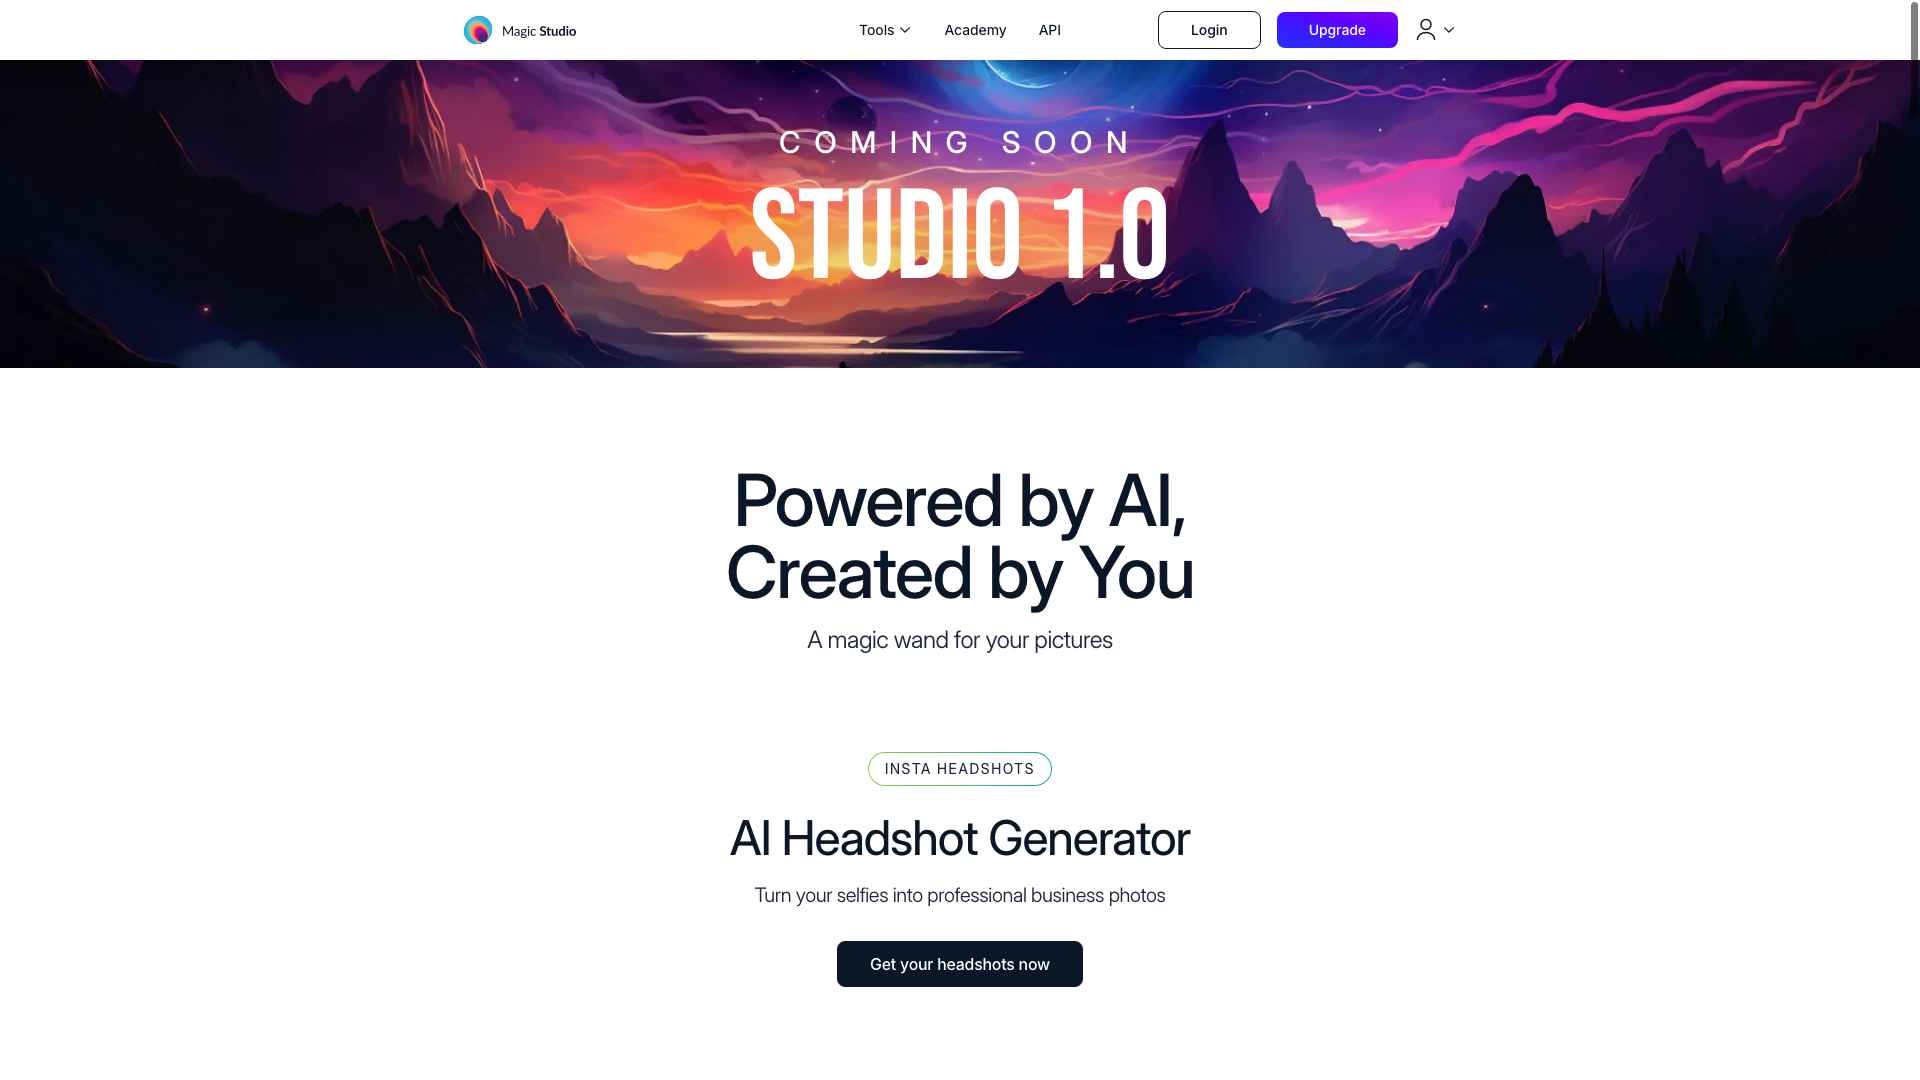 Magic Studio
Tools
Academy
API
Login
Upgrade
COMING SOON
STUDIO 1.0
Powered by AI,
Created by You
A magic wand for your pictures
INSTA HEADSHOTS
AI Headshot Generator
Turn your selfies into professional business photos
Get your headshots now